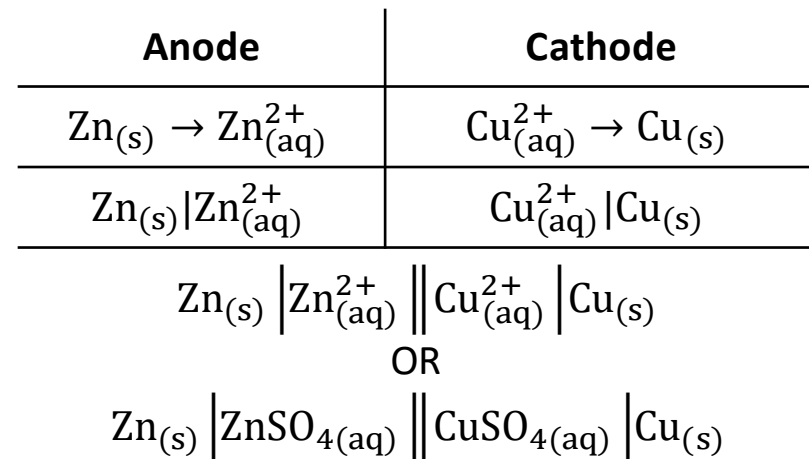 Anode Cathode
Zn(s) → Zn²⁺(aq) Cu²⁺(aq) → Cu(s)
Zn(s)|Zn²⁺(aq) Cu²⁺(aq)|Cu(s)
Zn(s)|Zn²⁺(aq)‖Cu²⁺(aq)|Cu(s)
OR
Zn(s)|ZnSO₄(aq)‖CuSO₄(aq)|Cu(s)